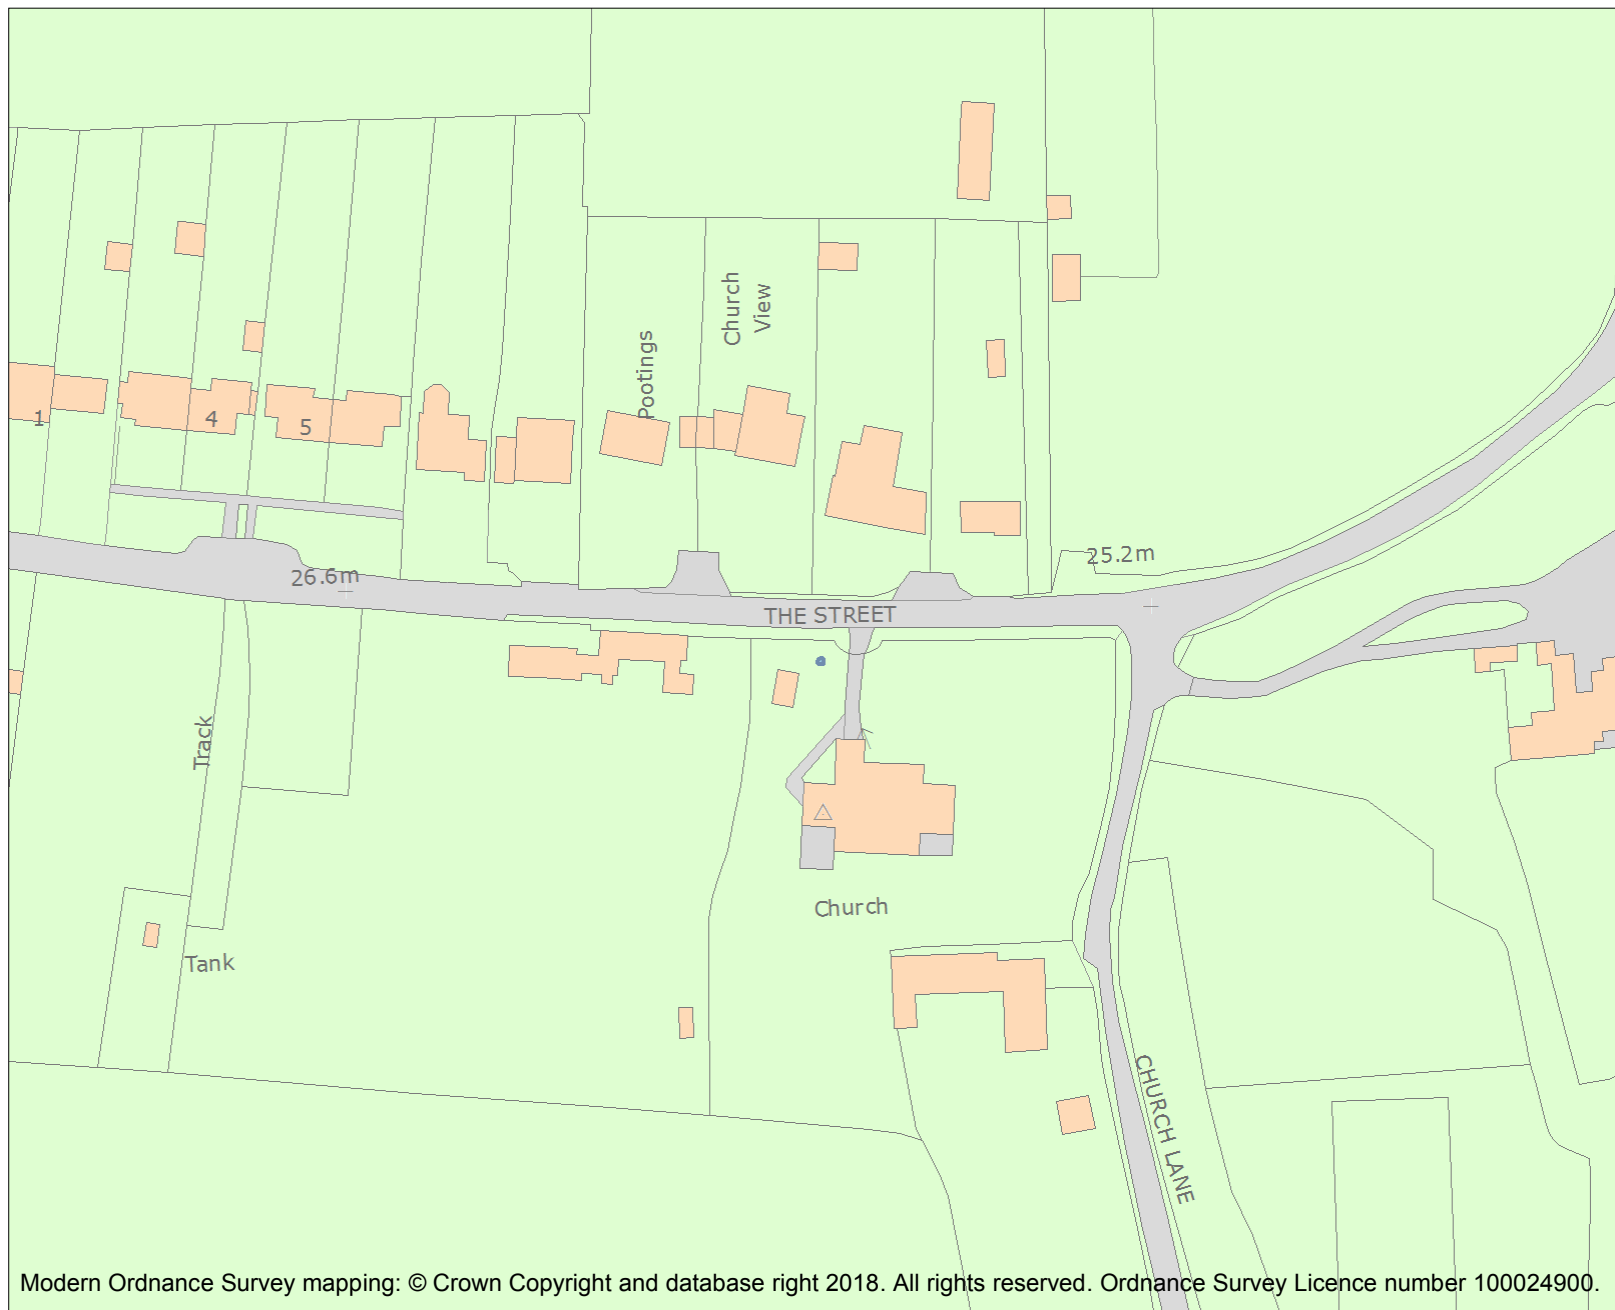 Church
View
Pootings
1
4
5
25.2m
26.6m
THE STREET
Track
Church
Tank
CHURCH LANE
Modern Ordnance Survey mapping: © Crown Copyright and database right 2018. All rights reserved. Ordnance Survey Licence number 100024900.